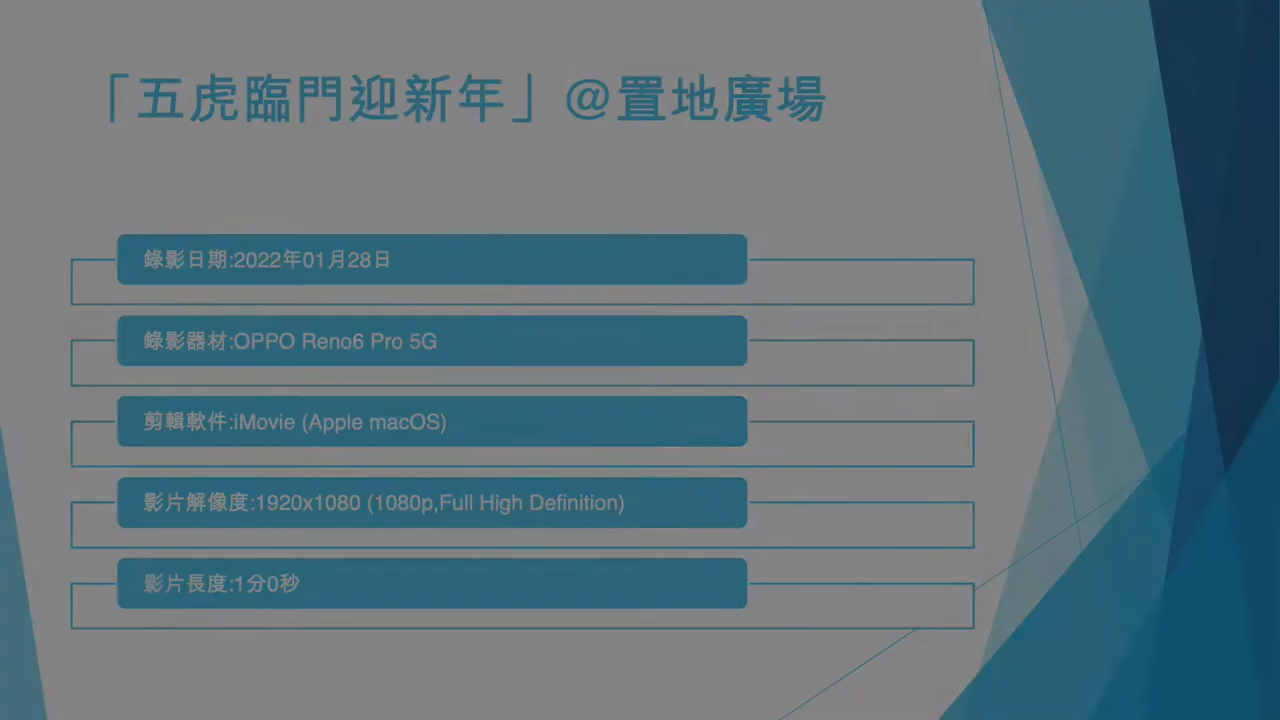 「五虎臨門迎新年」@置地廣場
錄影日期:2022年01月28日
錄影器材:OPPO Reno6 Pro 5G
剪輯軟件:iMovie (Apple macOS)
影片解像度:1920x1080 (1080p,Full High Definition)
影片長度:1分0秒